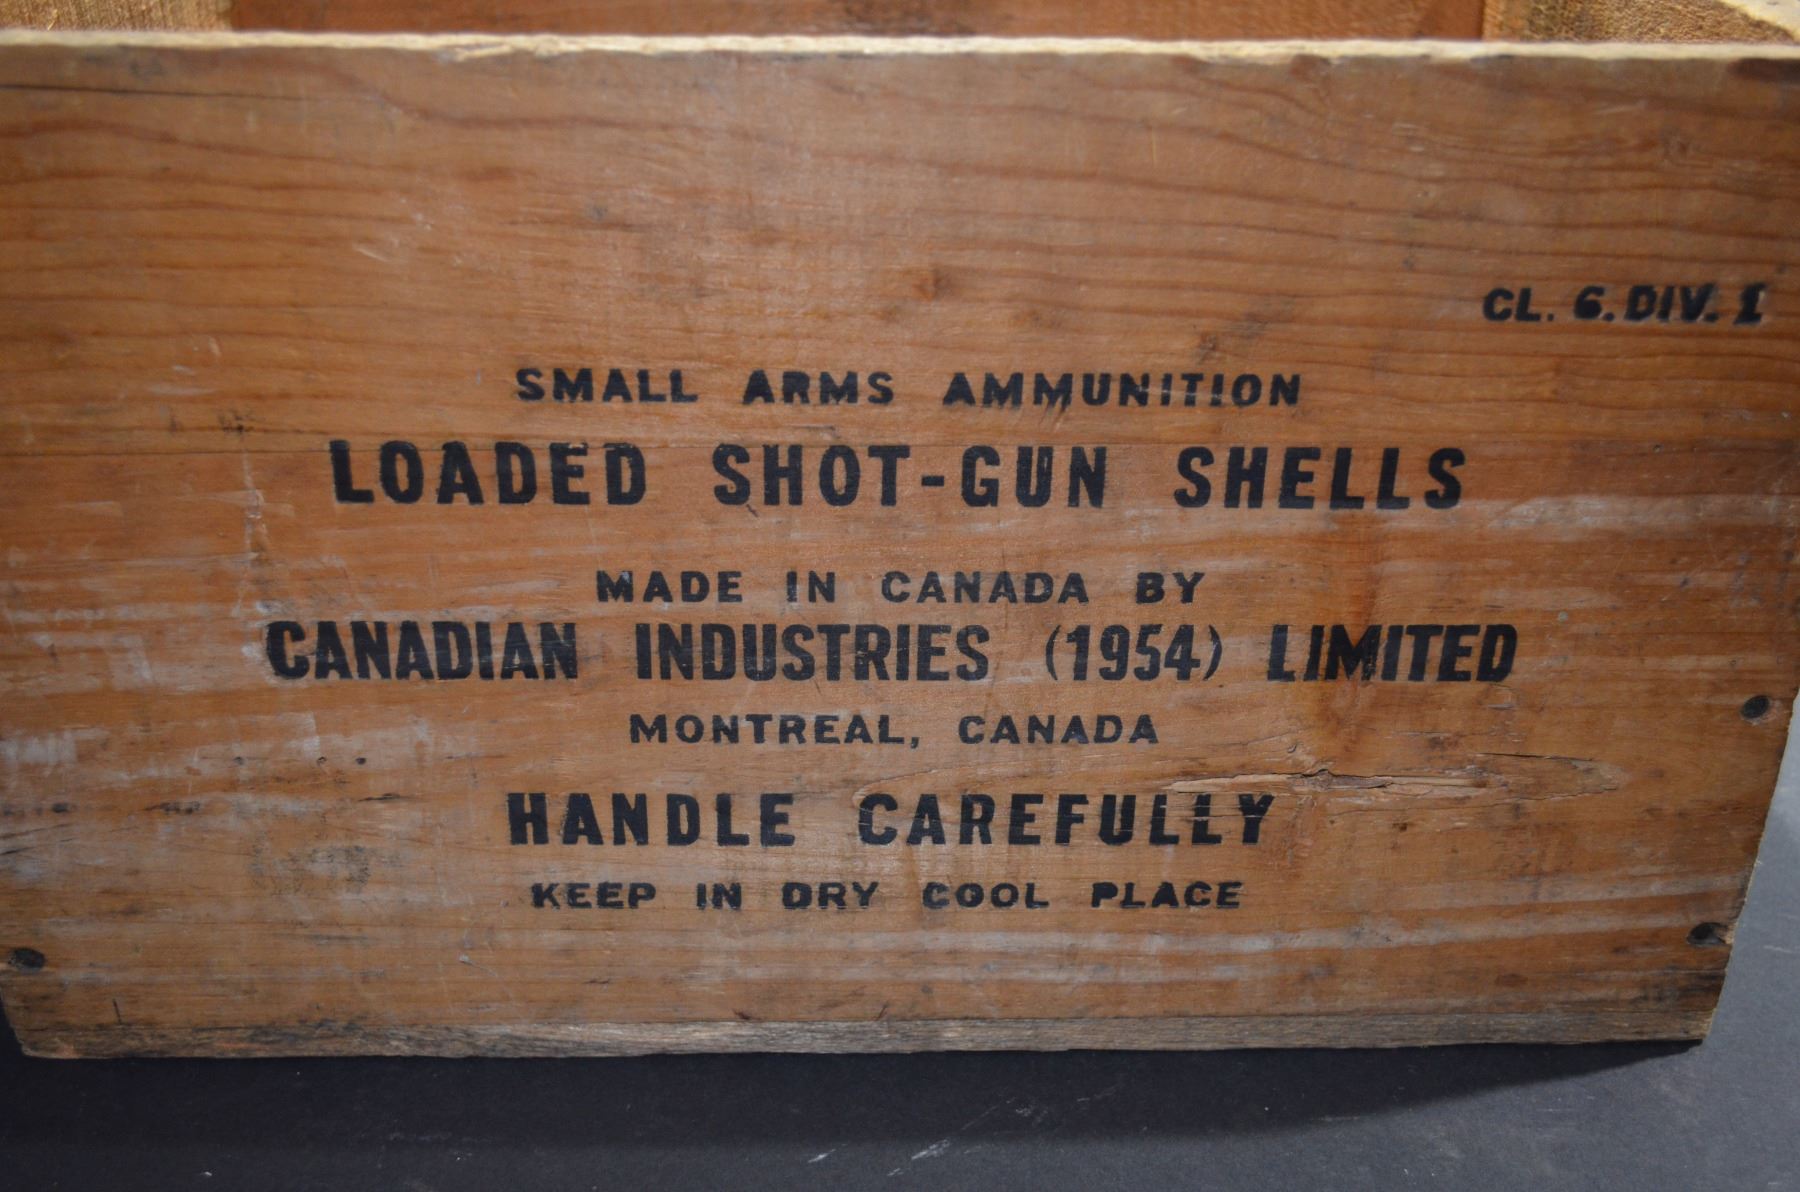 CL. 6. DIV. 1
SMALL ARMS AMMUNITION
LOADED SHOT-GUN SHELLS
MADE IN CANADA BY
CANADIAN INDUSTRIES (1954) LIMITED
MONTREAL, CANADA
HANDLE CAREFULLY
KEEP IN DRY COOL PLACE